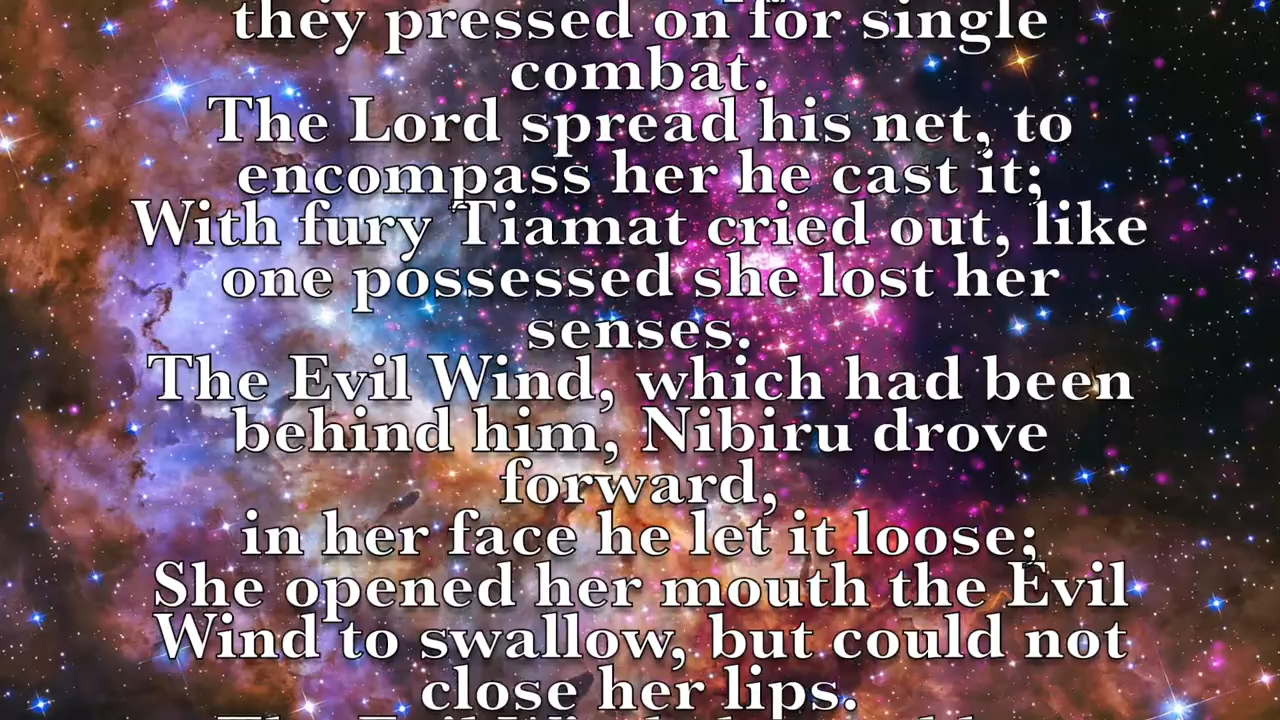 they pressed on for single
combat.
The Lord spread his net, to
encompass her he cast it;
With fury Tiamat cried out, like
one possessed she lost her
senses.
The Evil Wind, which had been
behind him, Nibiru drove
forward,
in her face he let it loose;
She opened her mouth the Evil
Wind to swallow, but could not
close her lips.